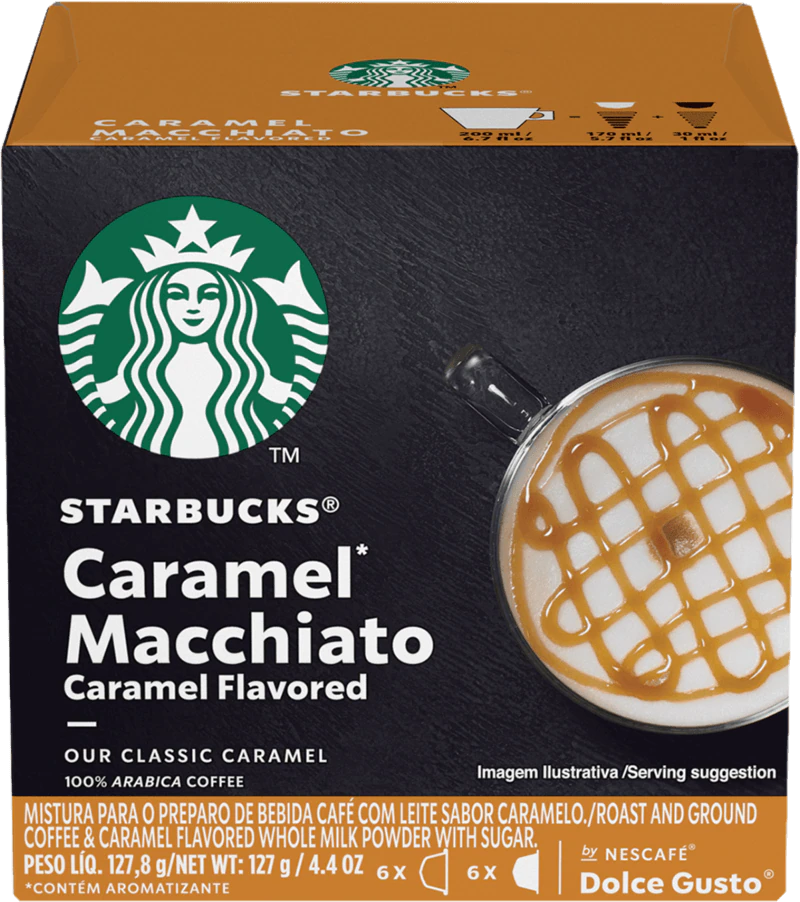 STARBUCKS®
CARAMEL
MACCHIATO
CARAMEL FLAVORED
200 ml / = 170 ml / + 30 ml /
6.7 fl oz 5.7 fl oz 1 fl oz
TM
STARBUCKS®
Caramel*
Macchiato
Caramel Flavored
OUR CLASSIC CARAMEL
100% ARABICA COFFEE
Imagem Ilustrativa /Serving suggestion
MISTURA PARA O PREPARO DE BEBIDA CAFÉ COM LEITE SABOR CARAMELO./ROAST AND GROUND
COFFEE & CARAMEL FLAVORED WHOLE MILK POWDER WITH SUGAR.
PESO LÍQ. 127,8 g/NET WT: 127 g / 4.4 OZ 6 X 6 X
*CONTÉM AROMATIZANTE
by NESCAFÉ®
Dolce Gusto®